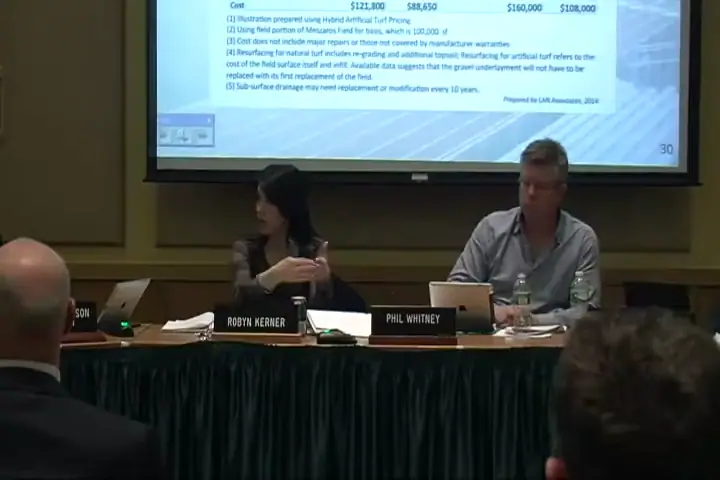 Cost $121,800 $88,650 $160,000 $108,000
(1) Illustration prepared using Hybrid Artificial Turf Pricing
(2) Using field portion of Mescaros Field for basis, which is 100,000 sf
(3) Cost does not include major repairs or those not covered by manufacturer warranties
(4) Resurfacing for natural turf includes re-grading and additional topsoil; Resurfacing for artificial turf refers to the
cost of the field surface itself and infill. Available data suggests that the gravel underlayment will not have to be
replaced with its first replacement of the field.
(5) Sub-surface drainage may need replacement or modification every 10 years.
Prepared by LAN Associates, 2014
30
SON
ROBYN KERNER
PHIL WHITNEY